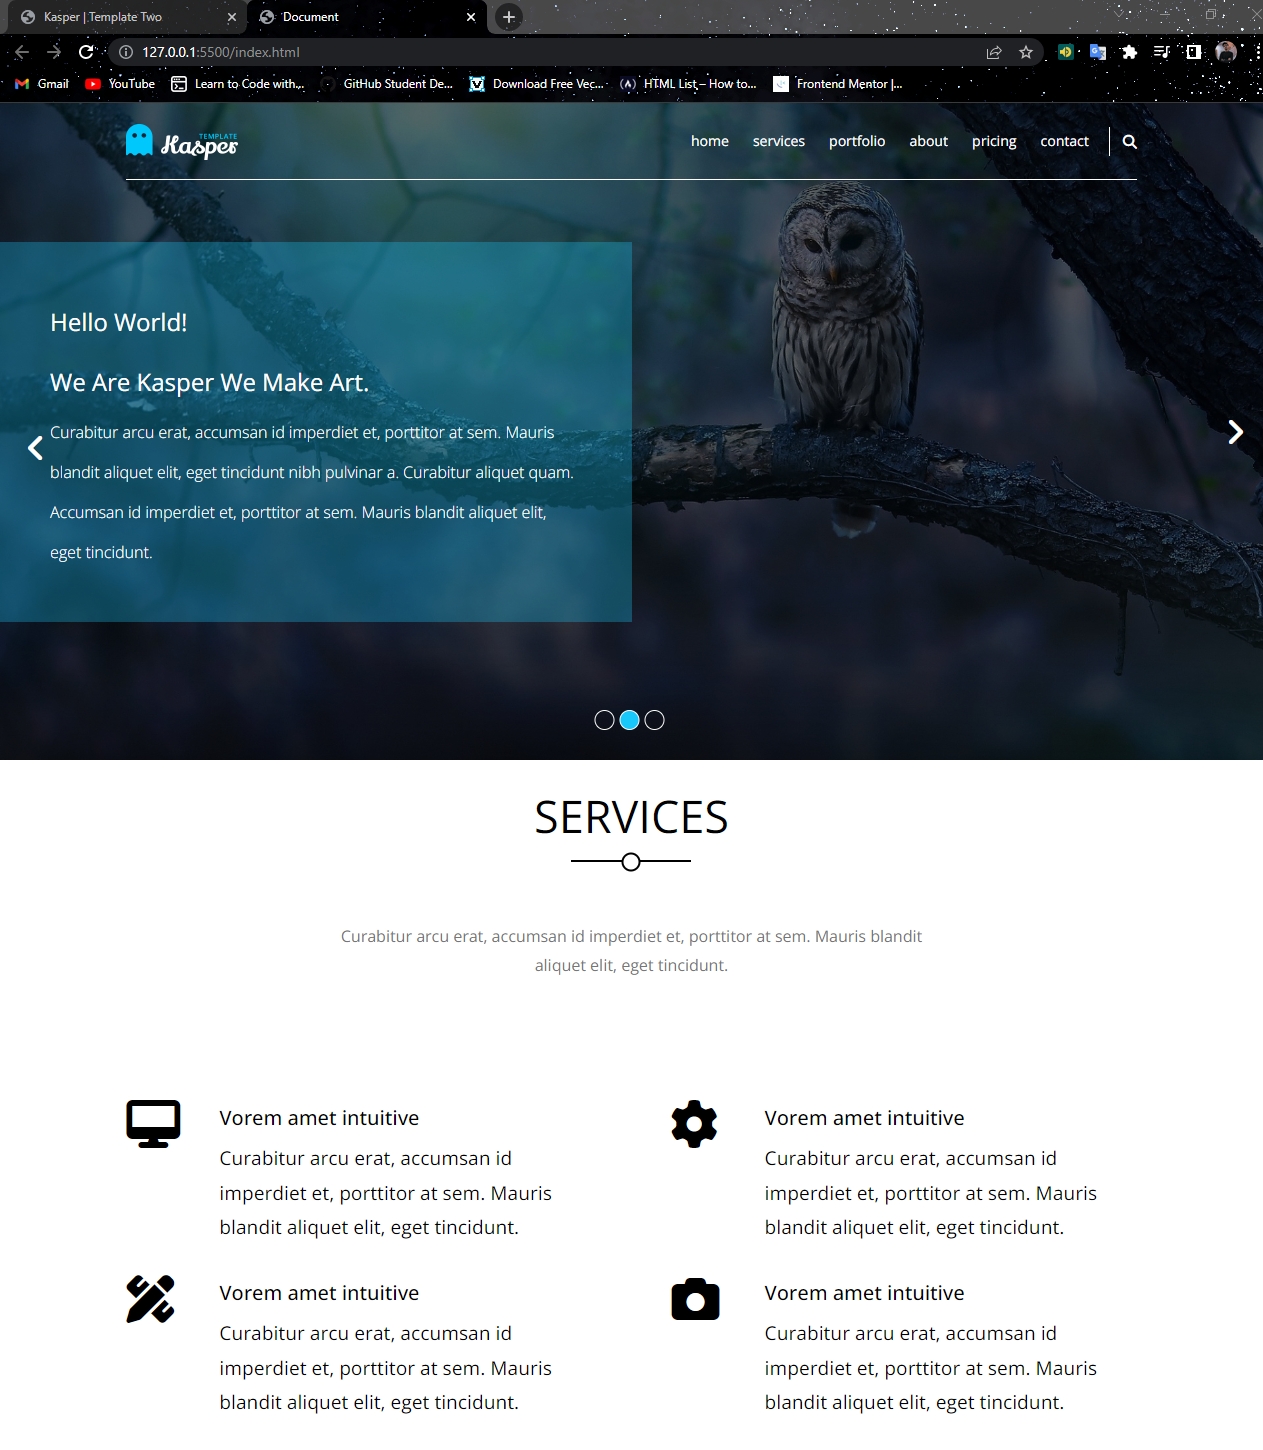 Kasper | Template Two
Document
127.0.0.1:5500/index.html
Gmail
YouTube
Learn to Code with...
GitHub Student De...
Download Free Vec...
HTML List – How to...
Frontend Mentor |...
TEMPLATE
Kasper
home
services
portfolio
about
pricing
contact
Hello World!
We Are Kasper We Make Art.
Curabitur arcu erat, accumsan id imperdiet et, porttitor at sem. Mauris
blandit aliquet elit, eget tincidunt nibh pulvinar a. Curabitur aliquet quam.
Accumsan id imperdiet et, porttitor at sem. Mauris blandit aliquet elit,
eget tincidunt.
SERVICES
Curabitur arcu erat, accumsan id imperdiet et, porttitor at sem. Mauris blandit
aliquet elit, eget tincidunt.
Vorem amet intuitive
Curabitur arcu erat, accumsan id
imperdiet et, porttitor at sem. Mauris
blandit aliquet elit, eget tincidunt.
Vorem amet intuitive
Curabitur arcu erat, accumsan id
imperdiet et, porttitor at sem. Mauris
blandit aliquet elit, eget tincidunt.
Vorem amet intuitive
Curabitur arcu erat, accumsan id
imperdiet et, porttitor at sem. Mauris
blandit aliquet elit, eget tincidunt.
Vorem amet intuitive
Curabitur arcu erat, accumsan id
imperdiet et, porttitor at sem. Mauris
blandit aliquet elit, eget tincidunt.